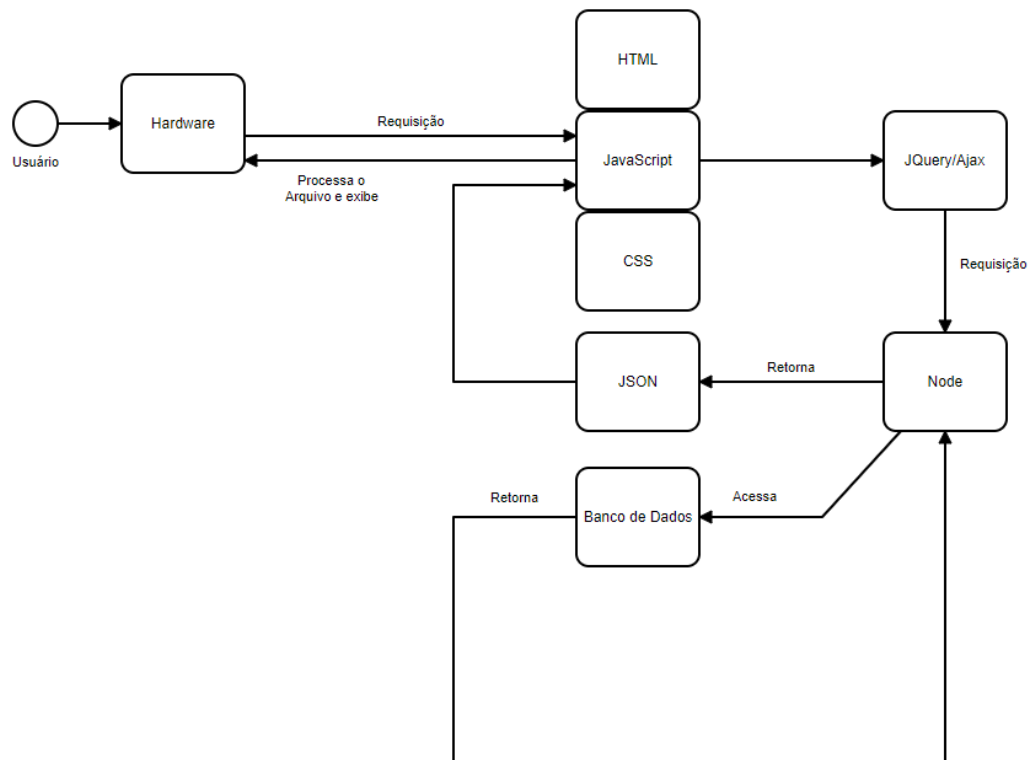 HTML
Hardware
Requisição
Usuário
JavaScript
JQuery/Ajax
Processa o
Arquivo e exibe
CSS
Requisição
JSON
Retorna
Node
Retorna
Banco de Dados
Acessa